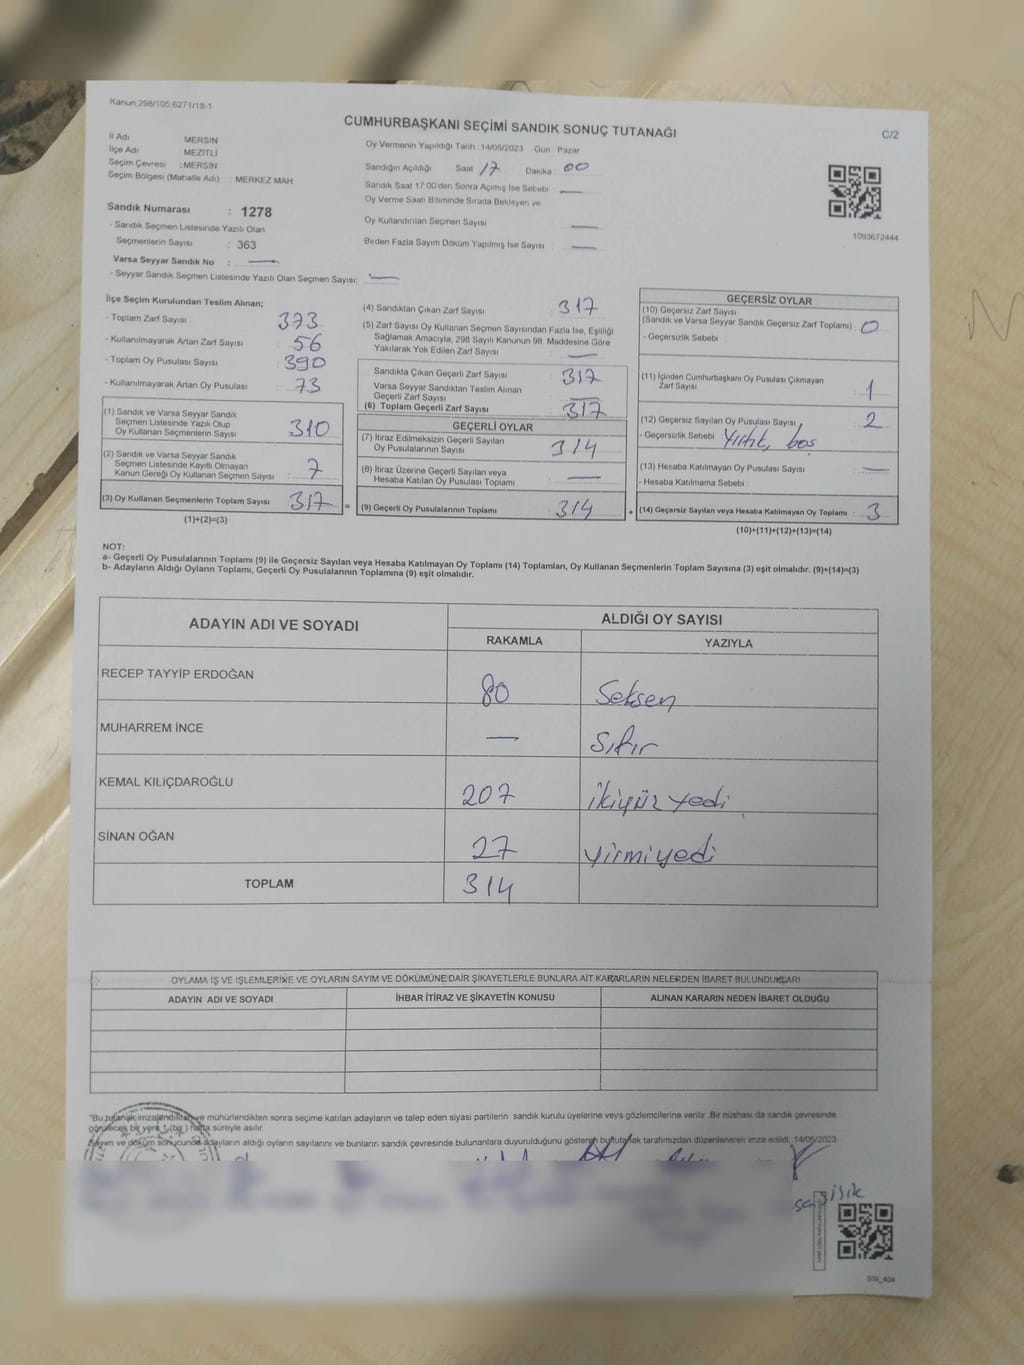 Kanun,298/105,6271/18-1
CUMHURBAŞKANI SEÇİMİ SANDIK SONUÇ TUTANAĞI
C/2
İl Adı MERSİN
İlçe Adı MEZİTLİ
Seçim Çevresi :MERSİN
Seçim Bölgesi (Mahalle Adı) : MERKEZ MAH.
Sandık Numarası : 1278
- Sandık Seçmen Listesinde Yazılı Olan
Seçmenlerin Sayısı : 363
Varsa Seyyar Sandık No : —
- Seyyar Sandık Seçmen Listesinde Yazılı Olan Seçmen Sayısı: —
Oy Vermenin Yapıldığı Tarih 14/05/2023 Gün : Pazar
Sandığın Açıldığı Saat 17 Dakika : 00
Sandık Saat 17:00'den Sonra Açımış İse Sebebi : —
Oy Verme Saati Bitiminde Sırada Bekleyen ve
Oy Kullandırılan Seçmen Sayısı —
Birden Fazla Sayım Döküm Yapılmış İse Sayısı : —
1093672444
İlçe Seçim Kurulundan Teslim Alınan;
- Toplam Zarf Sayısı 373
- Kullanılmayarak Artan Zarf Sayısı : 56
- Toplam Oy Pusulası Sayısı : 390
- Kullanılmayarak Artan Oy Pusulası : 73
(1) Sandık ve Varsa Seyyar Sandık
Seçmen Listesinde Yazılı Olup
Oy Kullanan Seçmenlerin Sayısı : 310
(2) Sandık ve Varsa Seyyar Sandık
Seçmen Listesinde Kayıtlı Olmayan
Kanun Gereği Oy Kullanan Seçmen Sayısı : 7
(3) Oy Kullanan Seçmenlerin Toplam Sayısı : 317 =
(1)+(2)=(3)
(4) Sandıktan Çıkan Zarf Sayısı : 317
(5) Zarf Sayısı Oy Kullanan Seçmen Sayısından Fazla İse, Eşitliği
Sağlamak Amacıyla, 298 Sayılı Kanunun 98. Maddesine Göre
Yakılarak Yok Edilen Zarf Sayısı : —
Sandıkta Çıkan Geçerli Zarf Sayısı : 317
Varsa Seyyar Sandıktan Teslim Alınan
Geçerli Zarf Sayısı : —
(6) Toplam Geçerli Zarf Sayısı : 317
GEÇERLİ OYLAR
(7) İtiraz Edilmeksizin Geçerli Sayılan
Oy Pusulalarının Sayısı : 314
(8) İtiraz Üzerine Geçerli Sayılan veya
Hesaba Katılan Oy Pusulası Toplamı : —
(9) Geçerli Oy Pusulalarının Toplamı : 314 +
GEÇERSİZ OYLAR
(10) Geçersiz Zarf Sayısı
(Sandık ve Varsa Seyyar Sandık Geçersiz Zarf Toplamı) : 0
- Geçersizlik Sebebi :
(11) İçinden Cumhurbaşkanı Oy Pusulası Çıkmayan
Zarf Sayısı : 1
(12) Geçersiz Sayılan Oy Pusulası Sayısı : 2
- Geçersizlik Sebebi Yırtık, boş
(13) Hesaba Katılmayan Oy Pusulası Sayısı : —
- Hesaba Katılmama Sebebi :
(14) Geçersiz Sayılan veya Hesaba Katılmayan Oy Toplamı : 3
(10)+(11)+(12)+(13)=(14)
NOT:
a- Geçerli Oy Pusulalarının Toplamı (9) ile Geçersiz Sayılan veya Hesaba Katılmayan Oy Toplamı (14) Toplamları, Oy Kullanan Seçmenlerin Toplam Sayısına (3) eşit olmalıdır. (9)+(14)=(3)
b- Adayların Aldığı Oyların Toplamı, Geçerli Oy Pusulalarının Toplamına (9) eşit olmalıdır.
ADAYIN ADI VE SOYADI ALDIĞI OY SAYISI
RAKAMLA YAZIYLA
RECEP TAYYİP ERDOĞAN 80 Seksen
MUHARREM İNCE — Sıfır
KEMAL KILIÇDAROĞLU 207 ikiyüz yedi
SİNAN OĞAN 27 yirmiyedi
TOPLAM 314
OYLAMA İŞ VE İŞLEMLERİNE VE OYLARIN SAYIM VE DÖKÜMÜNE DAİR ŞİKAYETLERLE BUNLARA AİT KARARLARIN NELERDEN İBARET BULUNDUKLARI
ADAYIN ADI VE SOYADI İHBAR İTİRAZ VE ŞİKAYETİN KONUSU ALINAN KARARIN NEDEN İBARET OLDUĞU
"Bu tutanak imzalandıktan ve mühürlendikten sonra seçime katılan adayların ve talep eden siyasi partilerin sandık kurulu üyelerine veya gözlemcilerine verilir .Bir nüshası da sandık çevresinde
görülecek bir yere 1 (bir) hafta süreyle asılır.
Sayım ve döküm sonucunda adayların aldığı oyların sayılarını ve bunların sandık çevresinde bulunanlara duyurulduğunu gösteren bu tutanak tarafımızdan düzenlenerek imza edildi. 14/05/2023